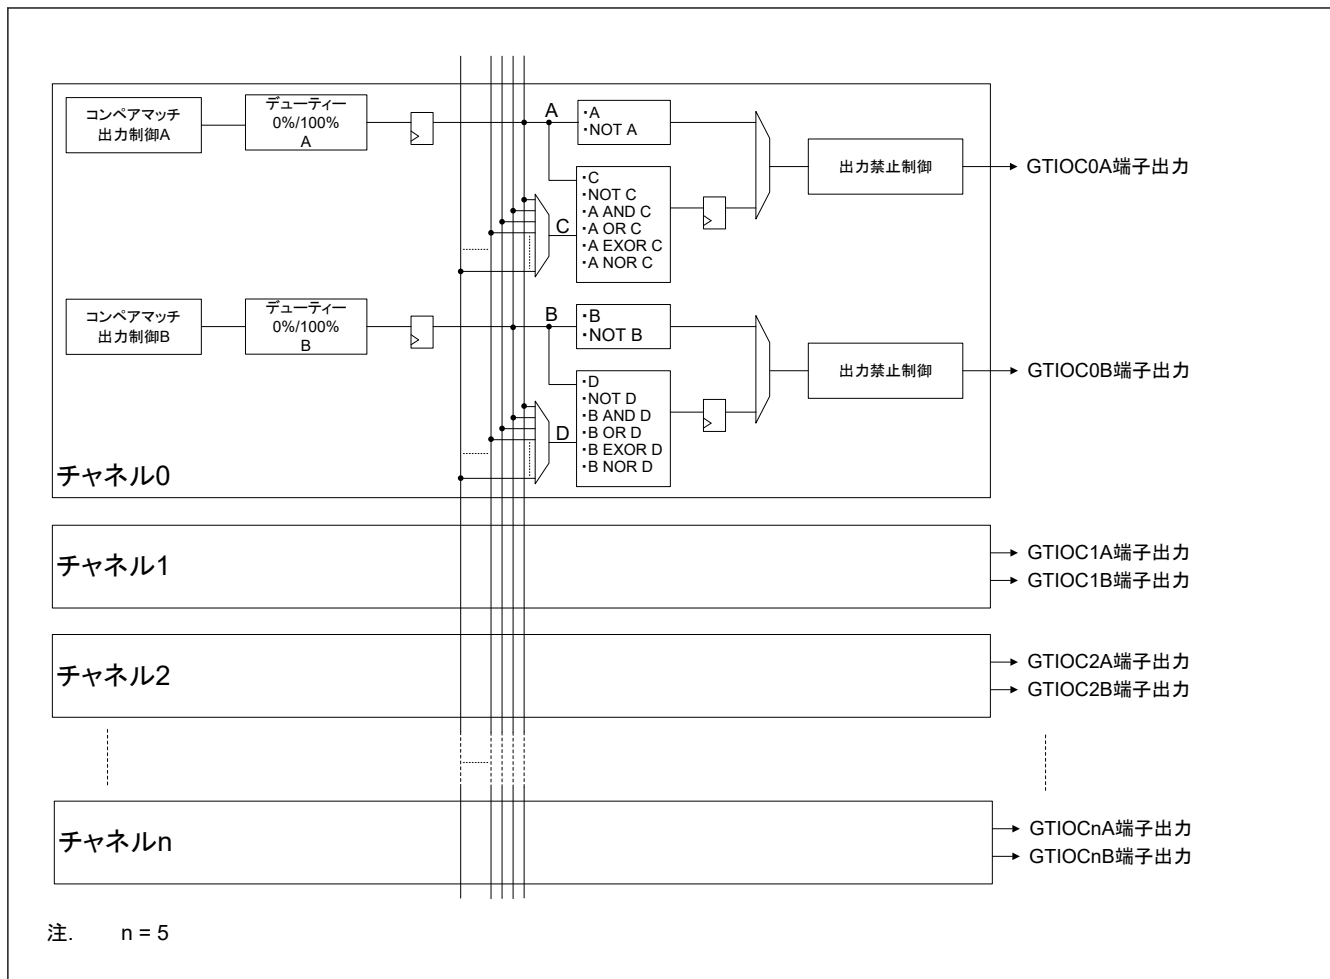 コンペアマッチ
出力制御A
デューティー
0%/100%
A
A
・A
・NOT A
出力禁止制御
GTIOC0A端子出力
C
・C
・NOT C
・A AND C
・A OR C
・A EXOR C
・A NOR C
コンペアマッチ
出力制御B
デューティー
0%/100%
B
B
・B
・NOT B
出力禁止制御
GTIOC0B端子出力
D
・D
・NOT D
・B AND D
・B OR D
・B EXOR D
・B NOR D
チャネル0
チャネル1
GTIOC1A端子出力
GTIOC1B端子出力
チャネル2
GTIOC2A端子出力
GTIOC2B端子出力
チャネルn
GTIOCnA端子出力
GTIOCnB端子出力
注. n = 5